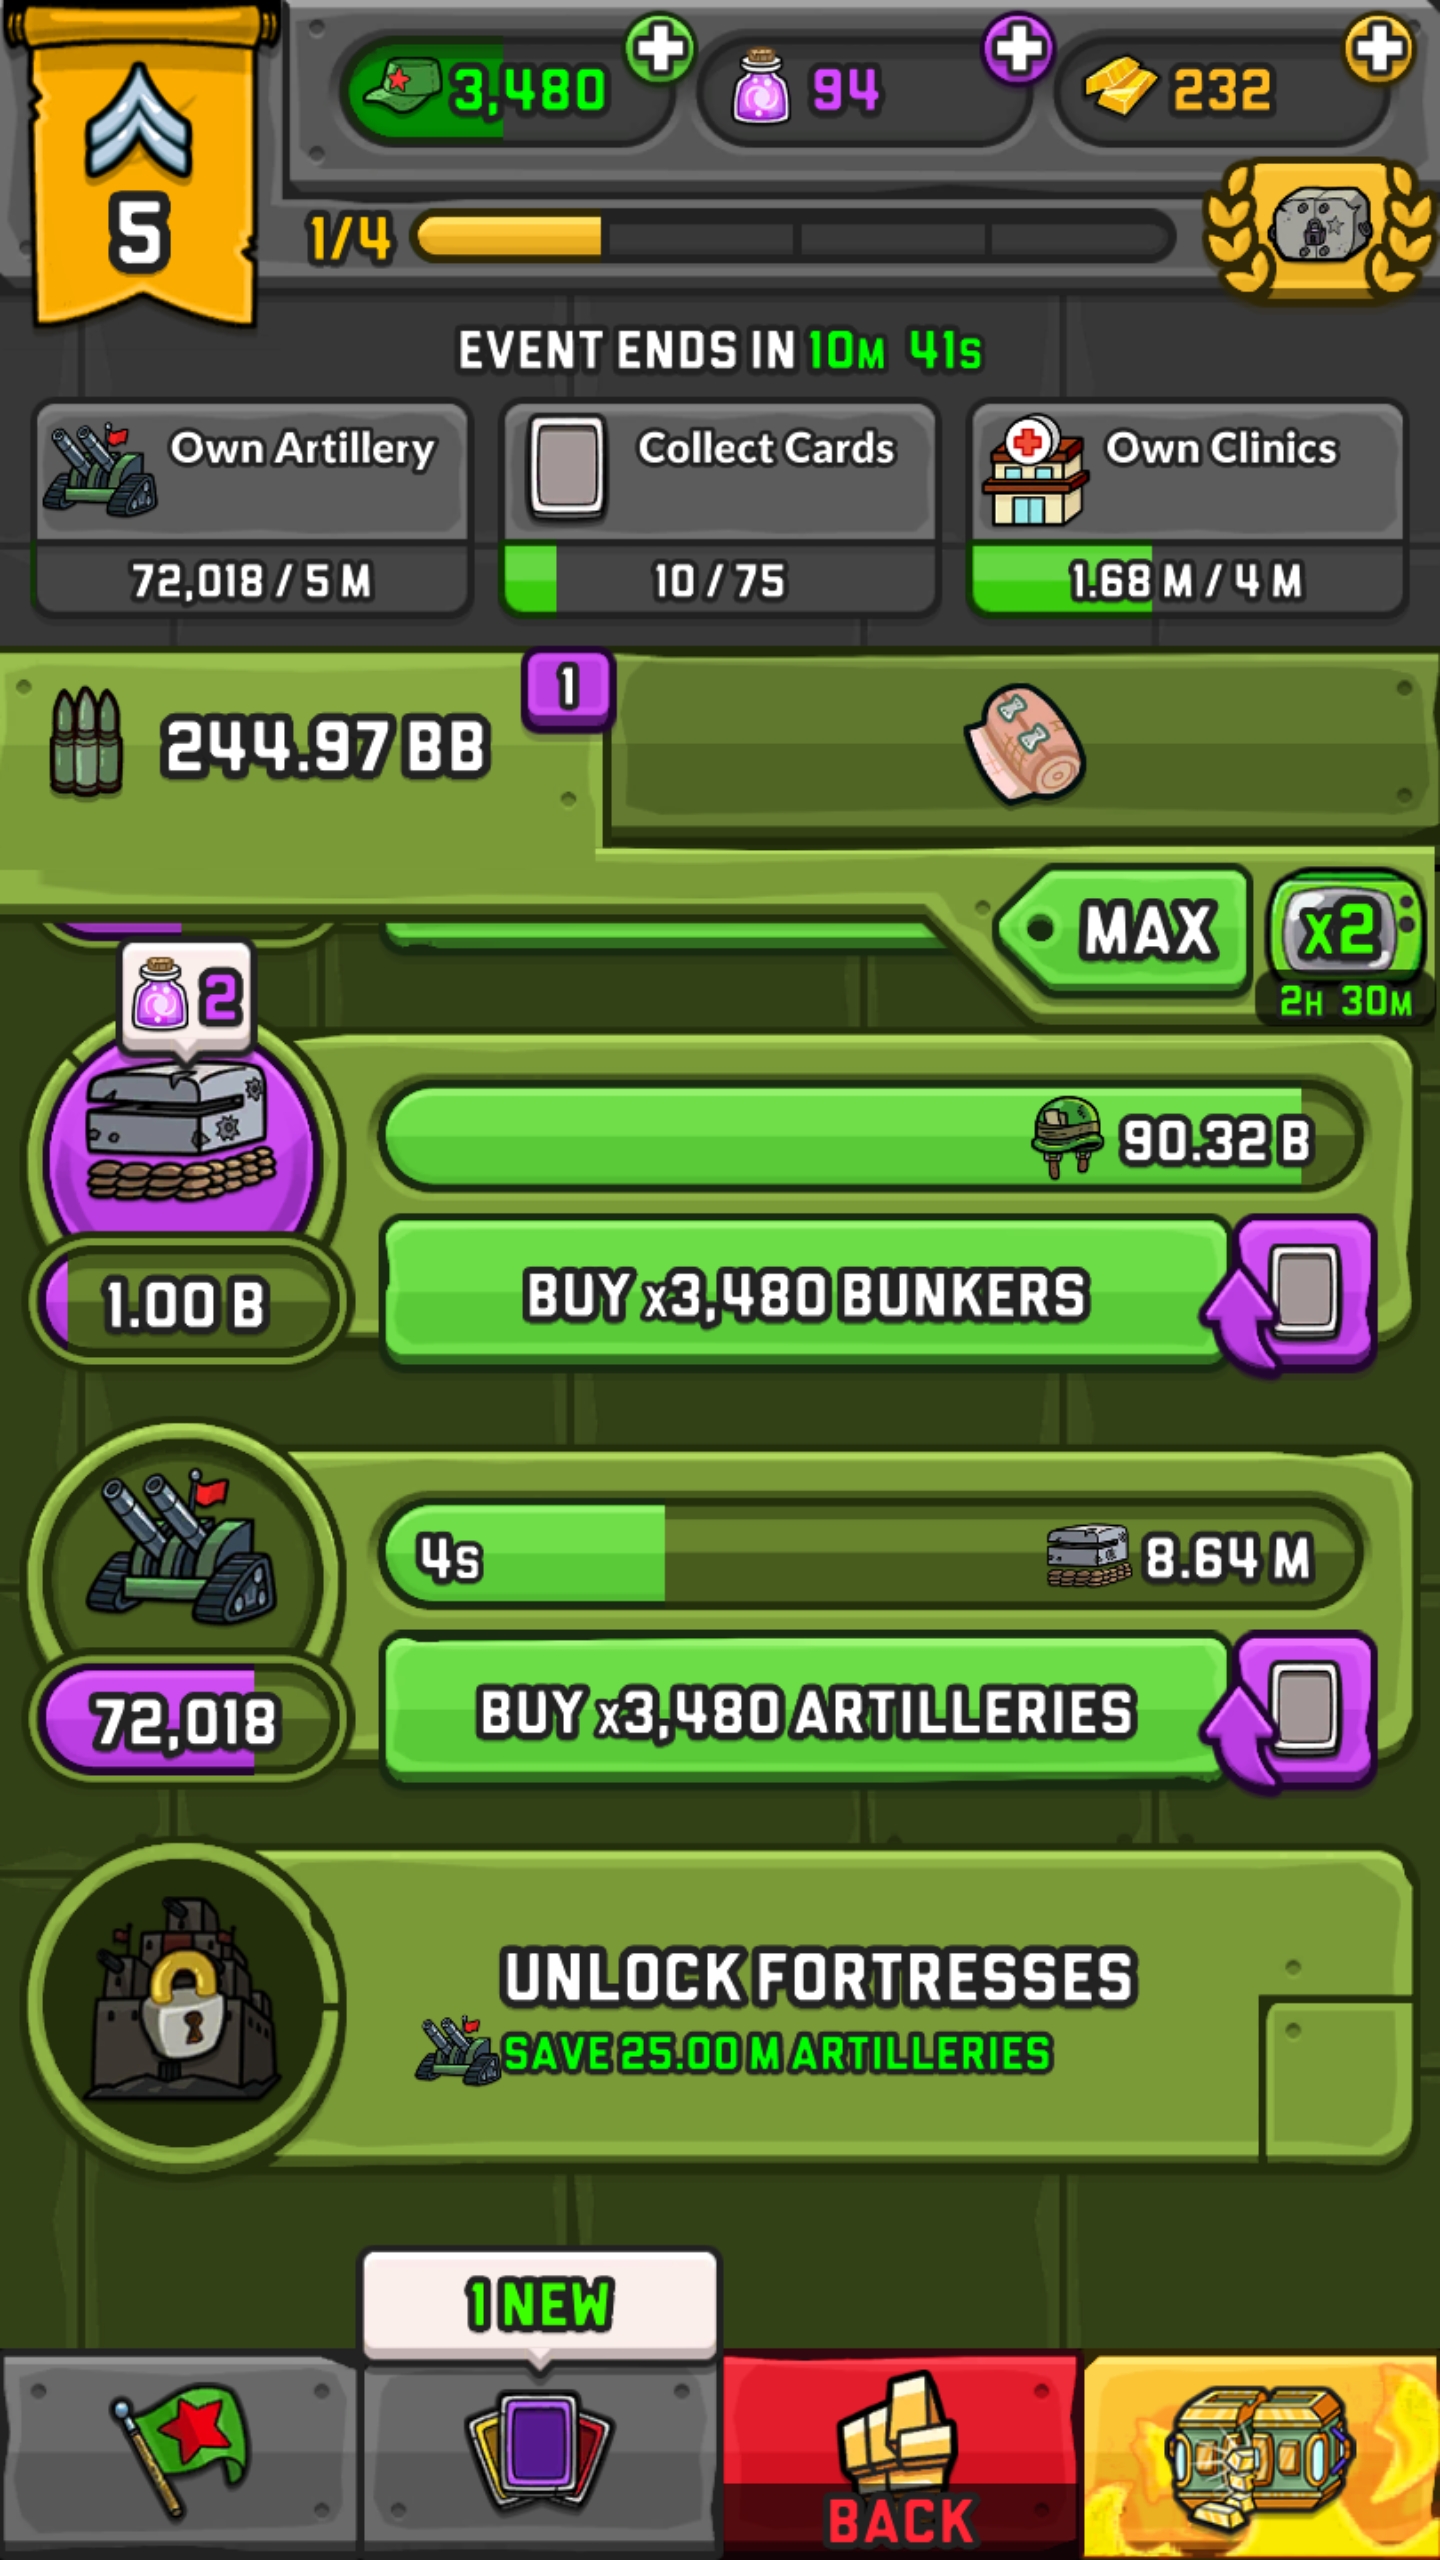 3,480
94
232
5
1/4
EVENT ENDS IN 10M 41S
Own Artillery
72,018 / 5 M
Collect Cards
10 / 75
Own Clinics
1.68 M / 4 M
244.97 BB
1
MAX
x2
2H 30M
2
90.32 B
1.00 B
BUY x3,480 BUNKERS
4S
8.64 M
72,018
BUY x3,480 ARTILLERIES
UNLOCK FORTRESSES
SAVE 25.00 M ARTILLERIES
1 NEW
BACK